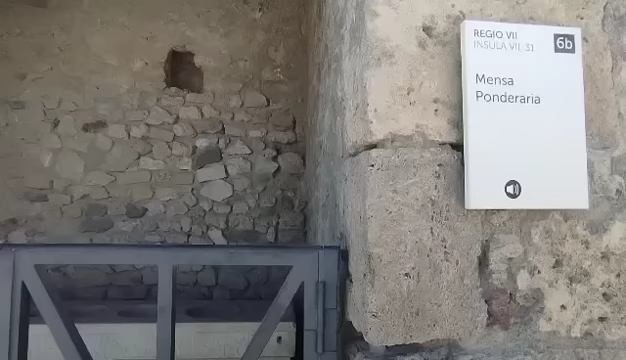 REGIO VII
INSULA VII, 31
6b
Mensa
Ponderaria